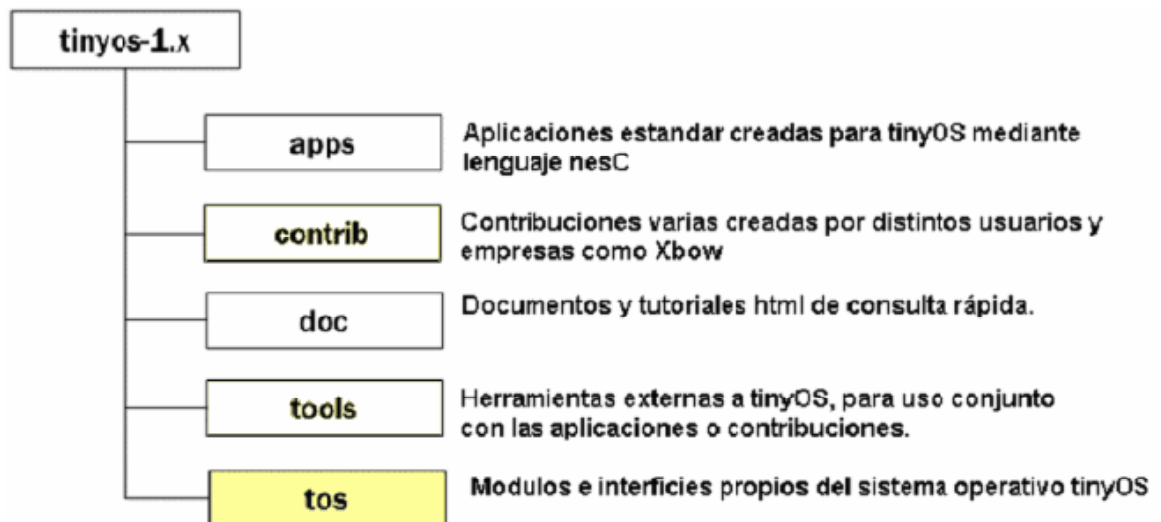 tinyos-1.x
apps
Aplicaciones estandar creadas para tinyOS mediante
lenguaje nesC
contrib
Contribuciones varias creadas por distintos usuarios y
empresas como Xbow
doc
Documentos y tutoriales html de consulta rápida.
tools
Herramientas externas a tinyOS, para uso conjunto
con las aplicaciones o contribuciones.
tos
Modulos e interficies propios del sistema operativo tinyOS